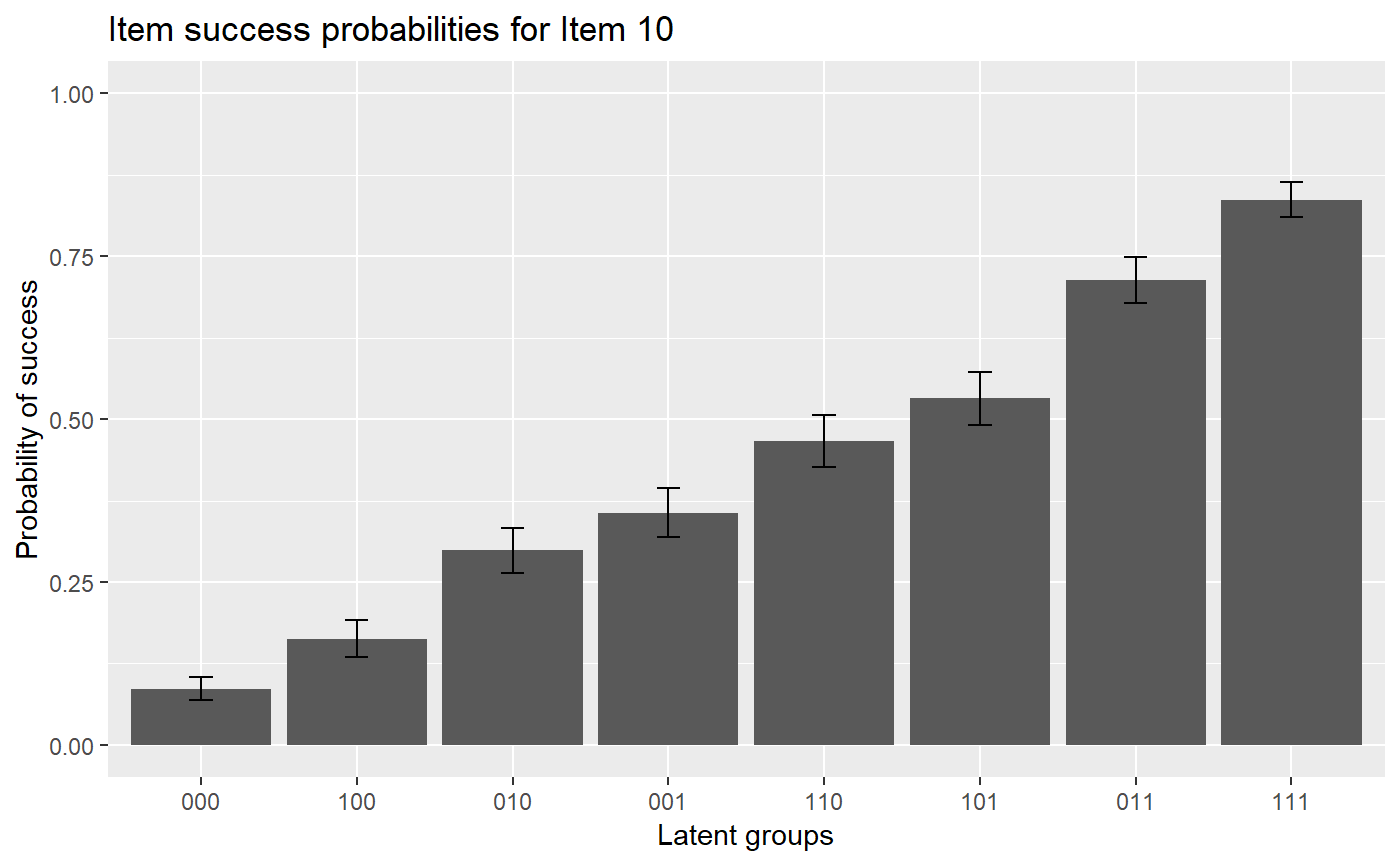 Item success probabilities for Item 10
1.00
0.75
0.50
0.25
0.00
Probability of success
000 100 010 001 110 101 011 111
Latent groups